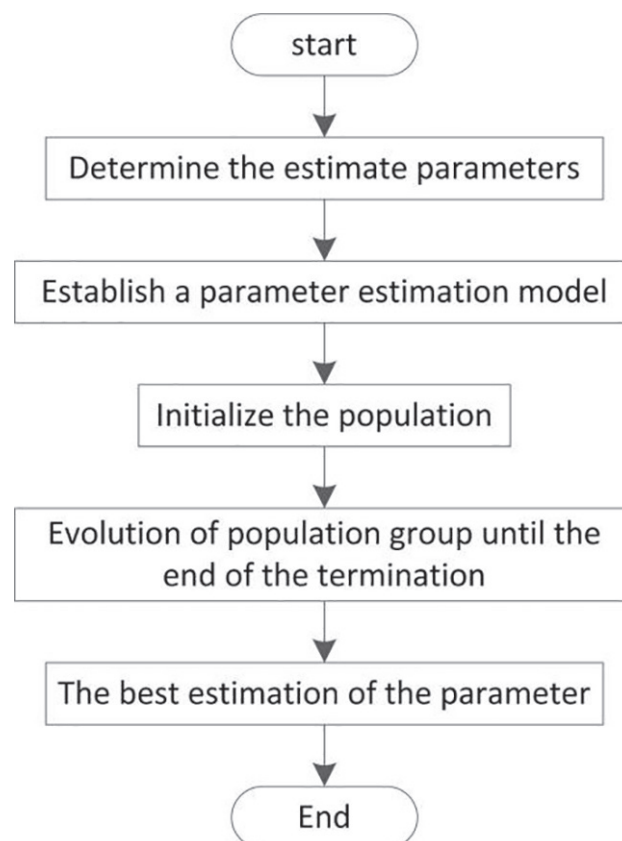 start
Determine the estimate parameters
Establish a parameter estimation model
Initialize the population
Evolution of population group until the
end of the termination
The best estimation of the parameter
End